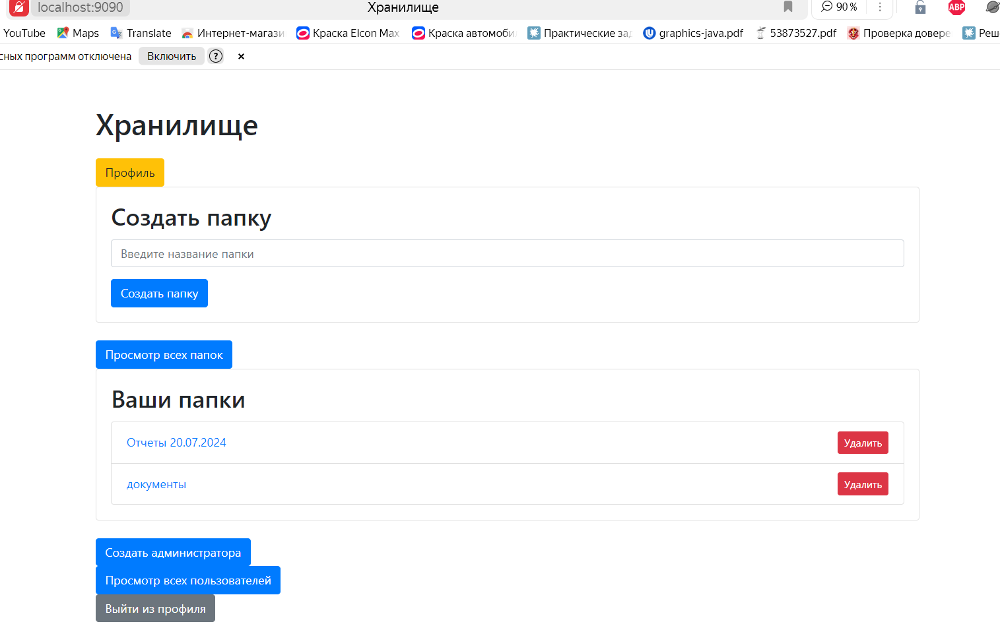 localhost:9090 Хранилище 90 %
YouTube Maps Translate Интернет-магази Краска Elcon Max Краска автомоби Практические за graphics-java.pdf 53873527.pdf Проверка довере Реш
сных программ отключена Включить ? ×
Хранилище
Профиль
Создать папку
Введите название папки
Создать папку
Просмотр всех папок
Ваши папки
Отчеты 20.07.2024 Удалить
документы Удалить
Создать администратора
Просмотр всех пользователей
Выйти из профиля
ABP